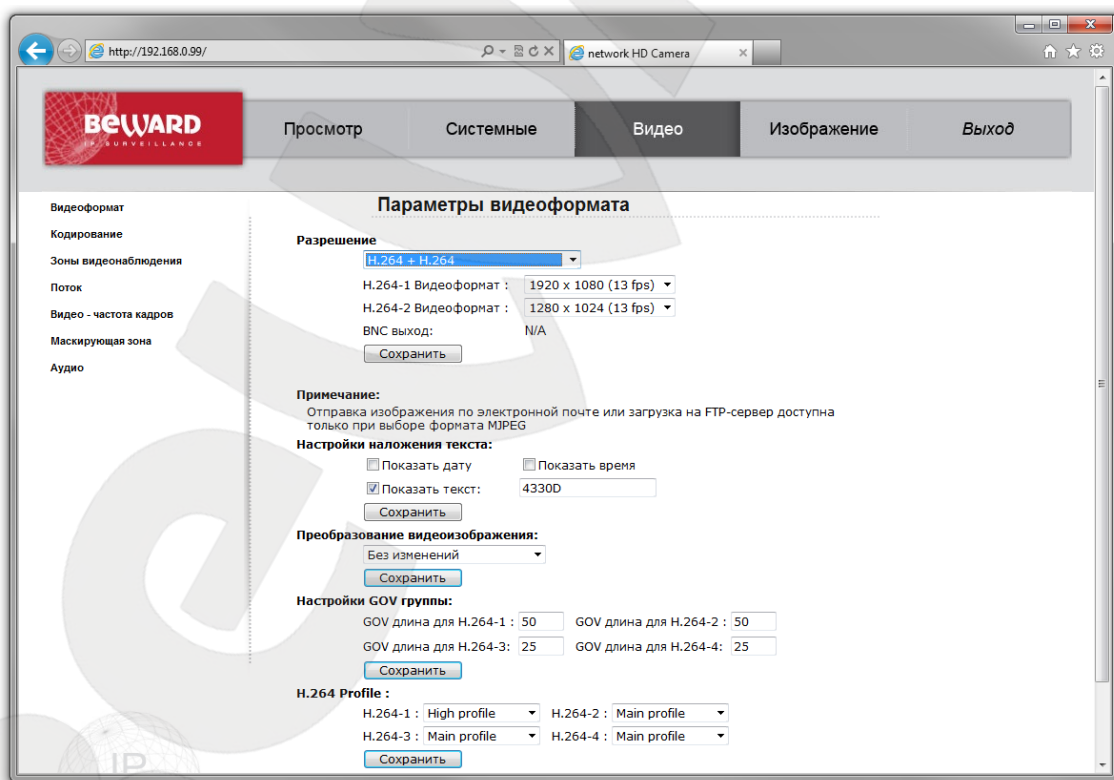 http://192.168.0.99/
network HD Camera
BEWARD
IP SURVEILLANCE
Просмотр Системные Видео Изображение Выход
Видеоформат
Кодирование
Зоны видеонаблюдения
Поток
Видео - частота кадров
Маскирующая зона
Аудио
Параметры видеоформата
Разрешение
H.264 + H.264
H.264-1 Видеоформат : 1920 x 1080 (13 fps)
H.264-2 Видеоформат : 1280 x 1024 (13 fps)
BNC выход: N/A
Сохранить
Примечание:
Отправка изображения по электронной почте или загрузка на FTP-сервер доступна
только при выборе формата MJPEG
Настройки наложения текста:
Показать дату Показать время
Показать текст: 4330D
Сохранить
Преобразование видеоизображения:
Без изменений
Сохранить
Настройки GOV группы:
GOV длина для H.264-1 : 50 GOV длина для H.264-2 : 50
GOV длина для H.264-3: 25 GOV длина для H.264-4: 25
Сохранить
H.264 Profile :
H.264-1 : High profile H.264-2 : Main profile
H.264-3 : Main profile H.264-4 : Main profile
Сохранить
IP